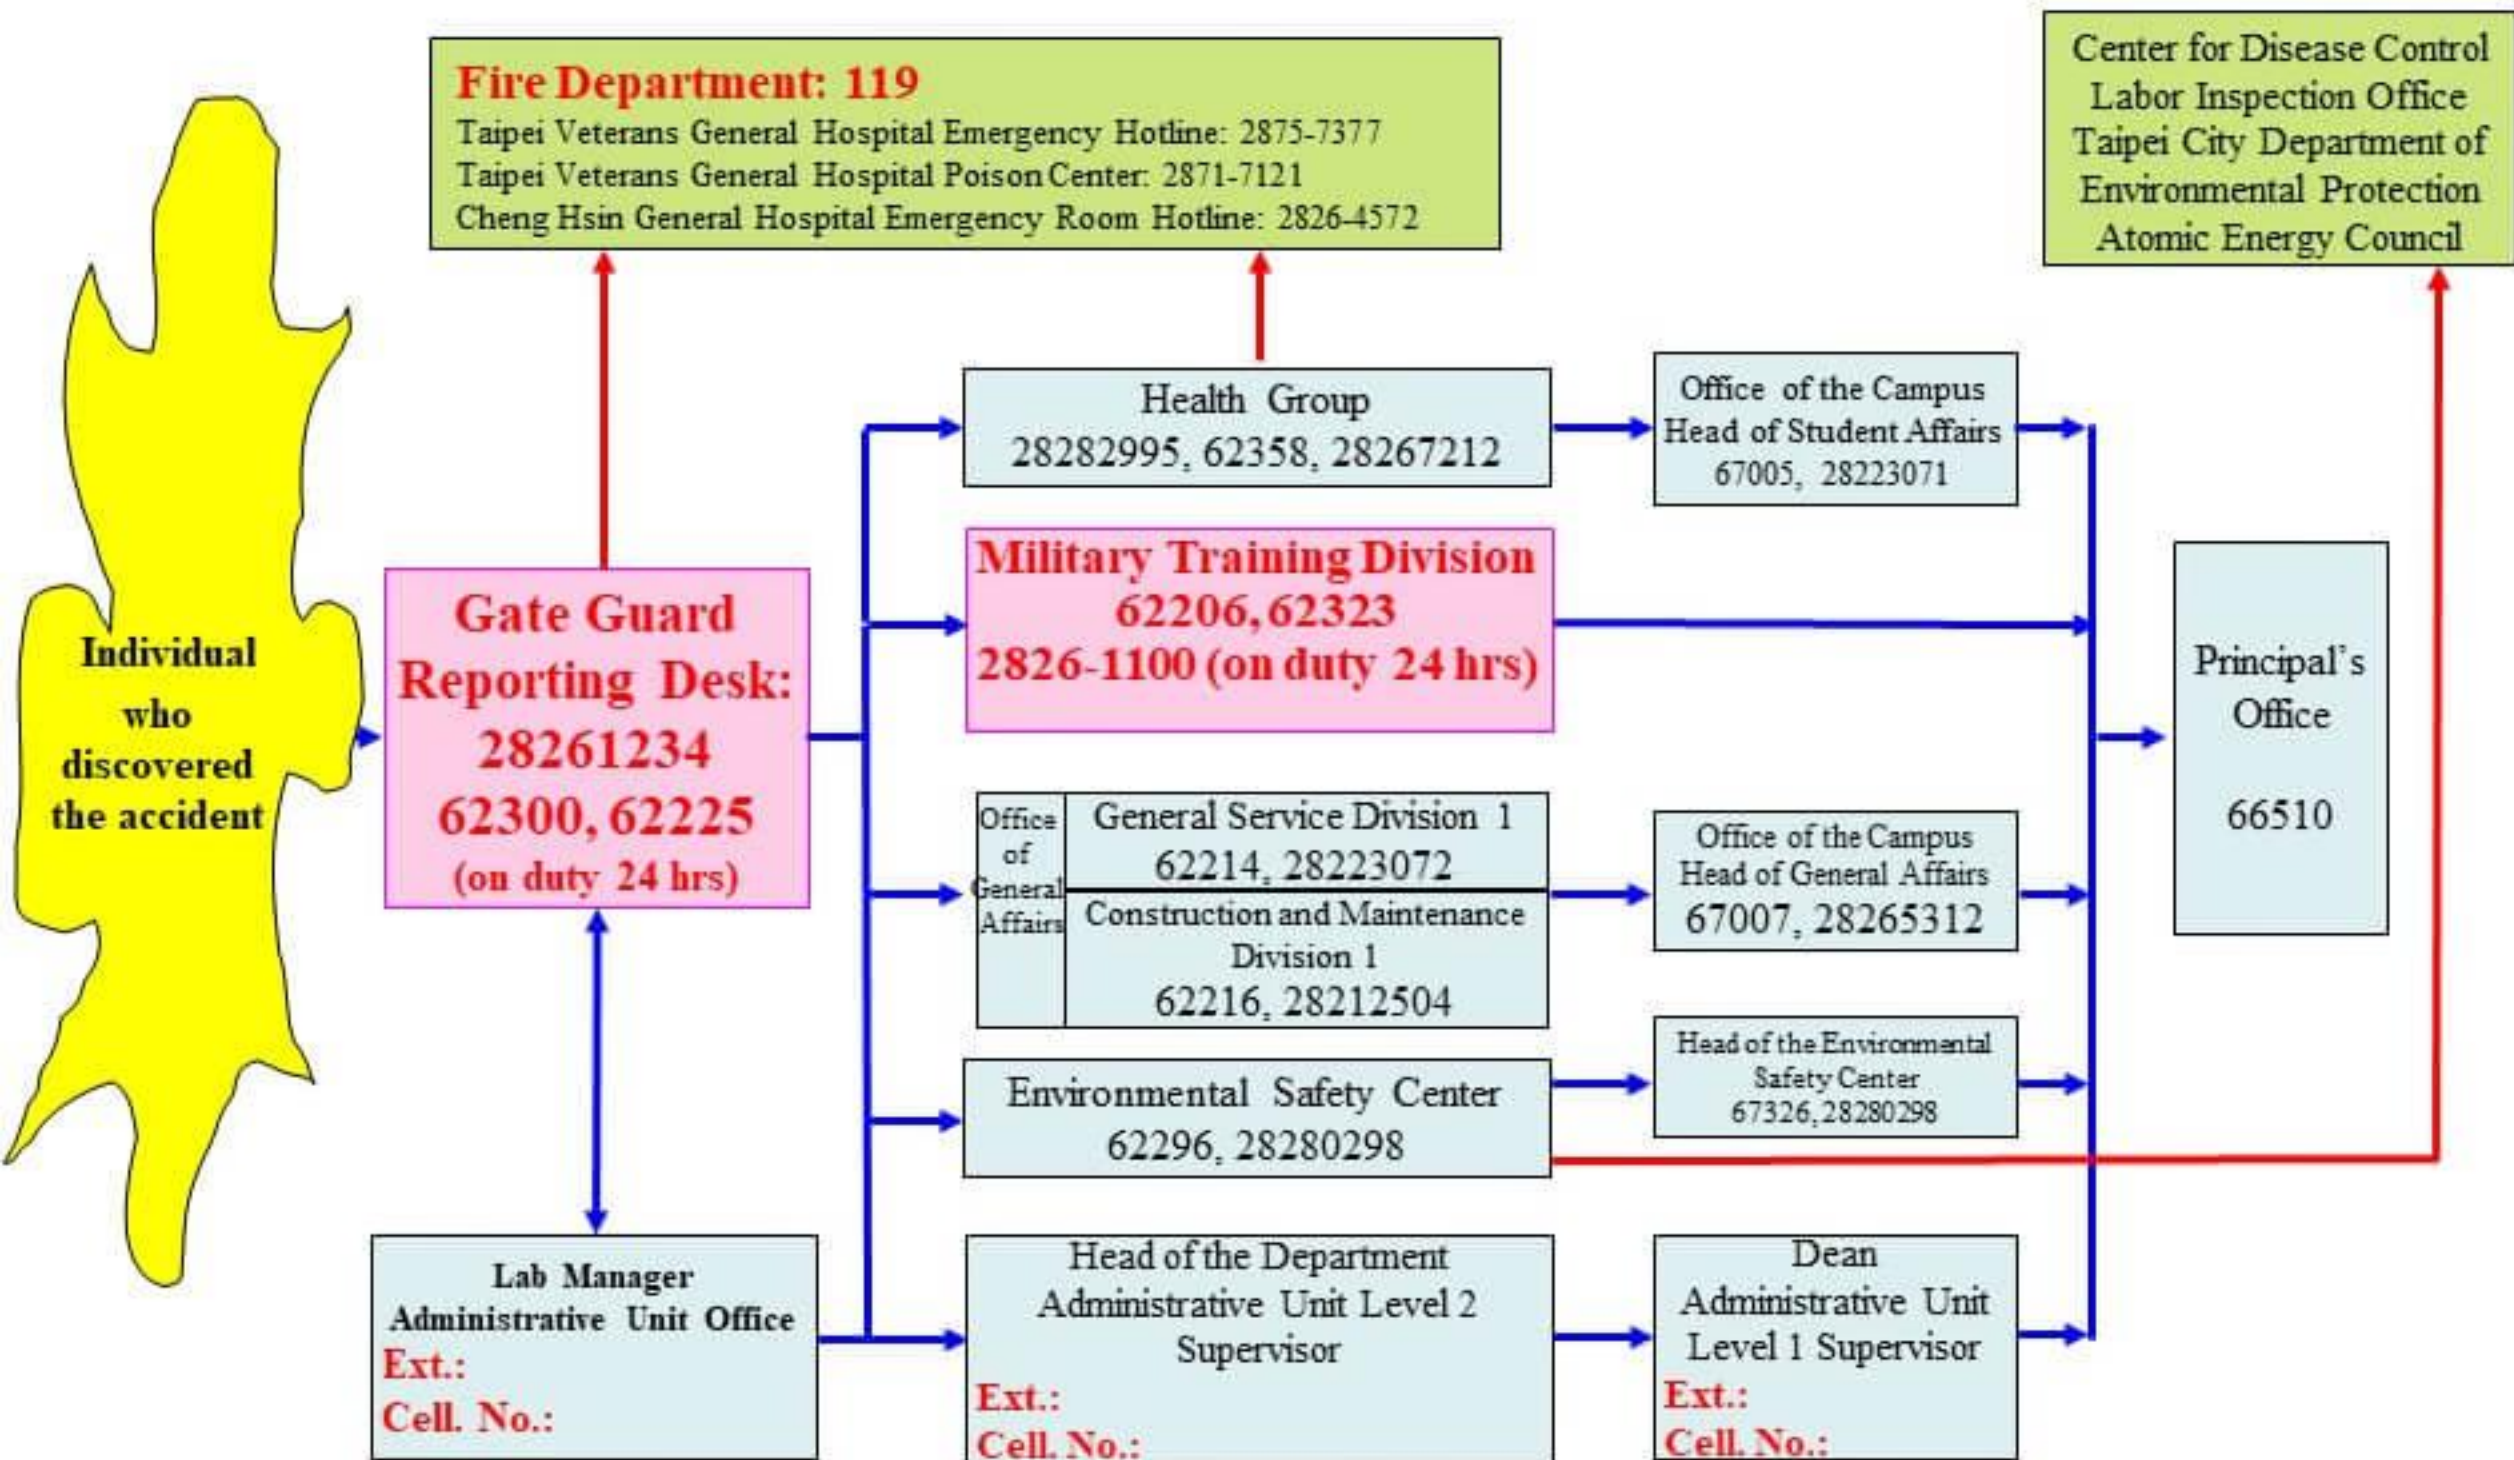 Fire Department: 119
Taipei Veterans General Hospital Emergency Hotline: 2875-7377
Taipei Veterans General Hospital Poison Center: 2871-7121
Cheng Hsin General Hospital Emergency Room Hotline: 2826-4572
Center for Disease Control
Labor Inspection Office
Taipei City Department of
Environmental Protection
Atomic Energy Council
Individual
who
discovered
the accident
Gate Guard
Reporting Desk:
28261234
62300, 62225
(on duty 24 hrs)
Lab Manager
Administrative Unit Office
Ext.:
Cell. No.:
Health Group
28282995, 62358, 28267212
Office of the Campus
Head of Student Affairs
67005, 28223071
Military Training Division
62206, 62323
2826-1100 (on duty 24 hrs)
Office
of
General
Affairs
General Service Division 1
62214, 28223072
Construction and Maintenance
Division 1
62216, 28212504
Office of the Campus
Head of General Affairs
67007, 28265312
Environmental Safety Center
62296, 28280298
Head of the Environmental
Safety Center
67326, 28280298
Head of the Department
Administrative Unit Level 2
Supervisor
Ext.:
Cell. No.:
Dean
Administrative Unit
Level 1 Supervisor
Ext.:
Cell. No.:
Principal's
Office
66510